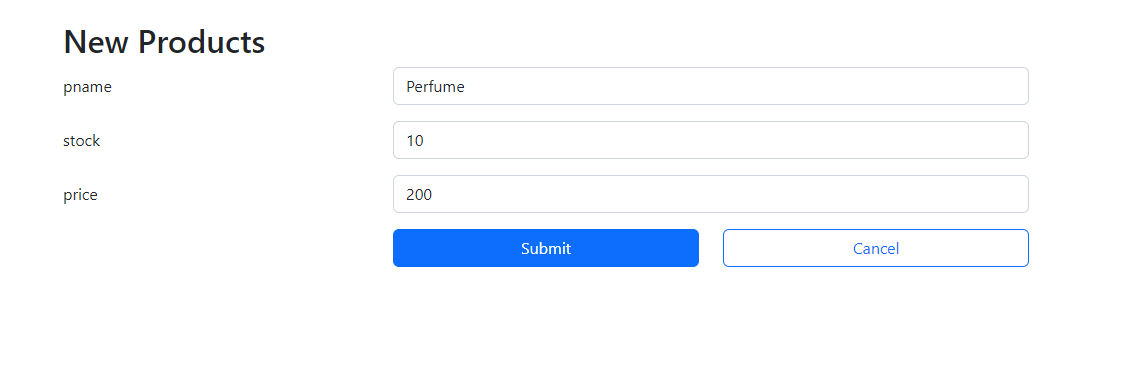 New Products
pname Perfume
stock 10
price 200
Submit Cancel